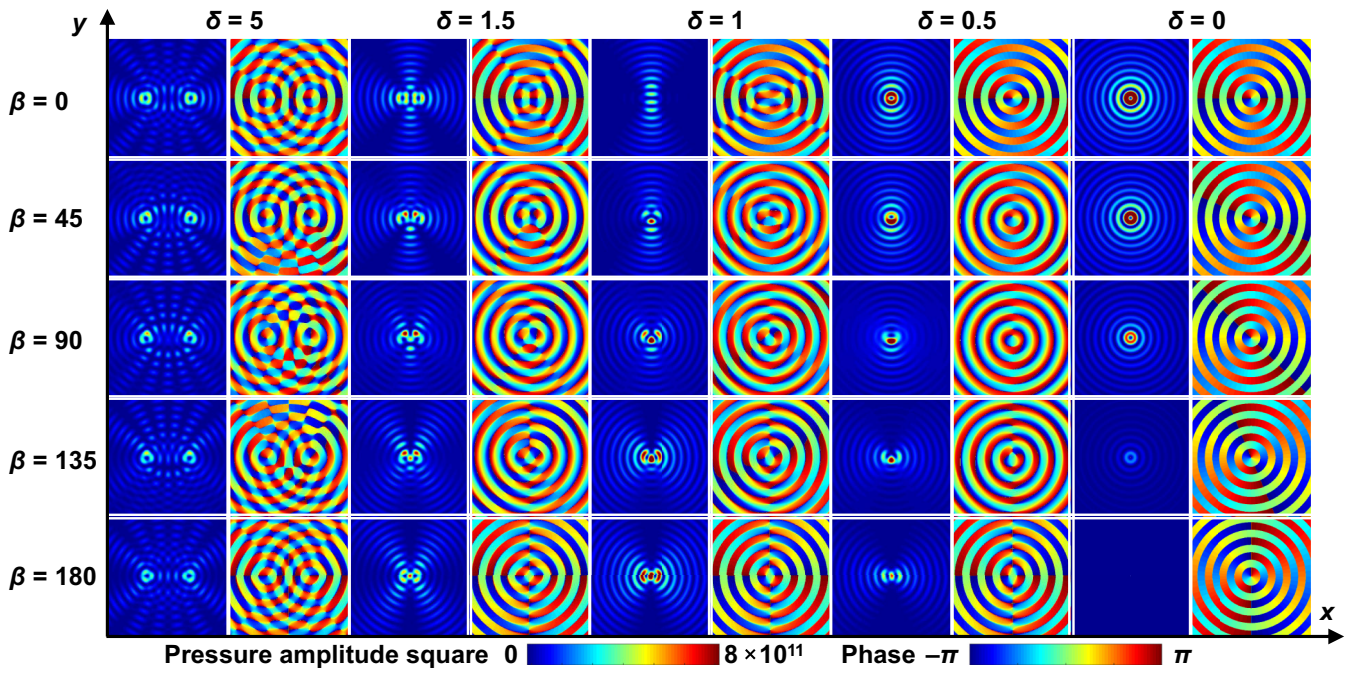 y δ = 5 δ = 1.5 δ = 1 δ = 0.5 δ = 0
β = 0
β = 45
β = 90
β = 135
β = 180
x
Pressure amplitude square 0 8 ×10¹¹ Phase –π π